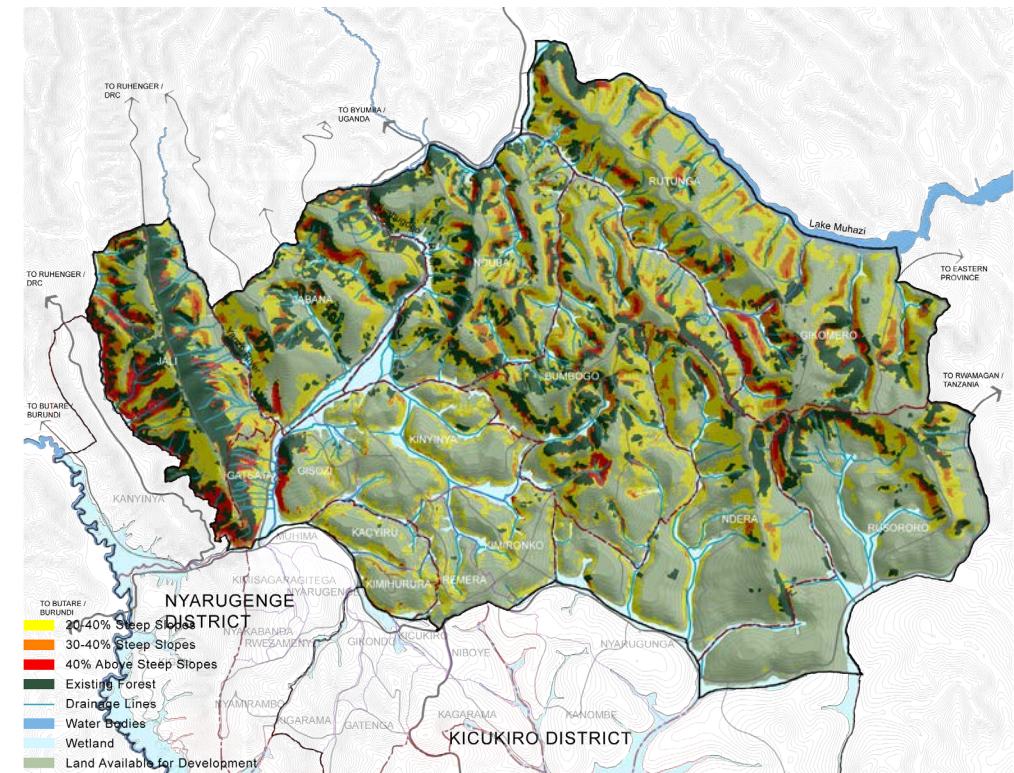 TO RUHENGER /
DRC
TO BYUMBA /
UGANDA
RUTUNGA
Lake Muhazi
TO EASTERN
PROVINCE
TO RUHENGER /
DRC
NDUBA
JABANA
GIKOMERO
JALI
BUMBOGO
TO RWAMAGAN /
TANZANIA
TO BUTARE /
BURUNDI
KINYINYA
GATSATA
GISOZI
KANYINYA
NDERA
RUSORORO
KACYIRU
MUHIMA
KIMIRONKO
KIMISAGARA
GITEGA
KIMIHURURA
REMERA
NYARUGENGE
NYARUGENGE
DISTRICT
TO BUTARE /
BURUNDI
NYAKABANDA
RWEZAMENYO
GIKONDO
KICUKIRO
NIBOYE
NYARUGUNGA
NYAMIRAMBO
KIGARAMA
GATENGA
KAGARAMA
KANOMBE
KICUKIRO DISTRICT
20-40% Steep Slopes
30-40% Steep Slopes
40% Above Steep Slopes
Existing Forest
Drainage Lines
Water Bodies
Wetland
Land Available for Development